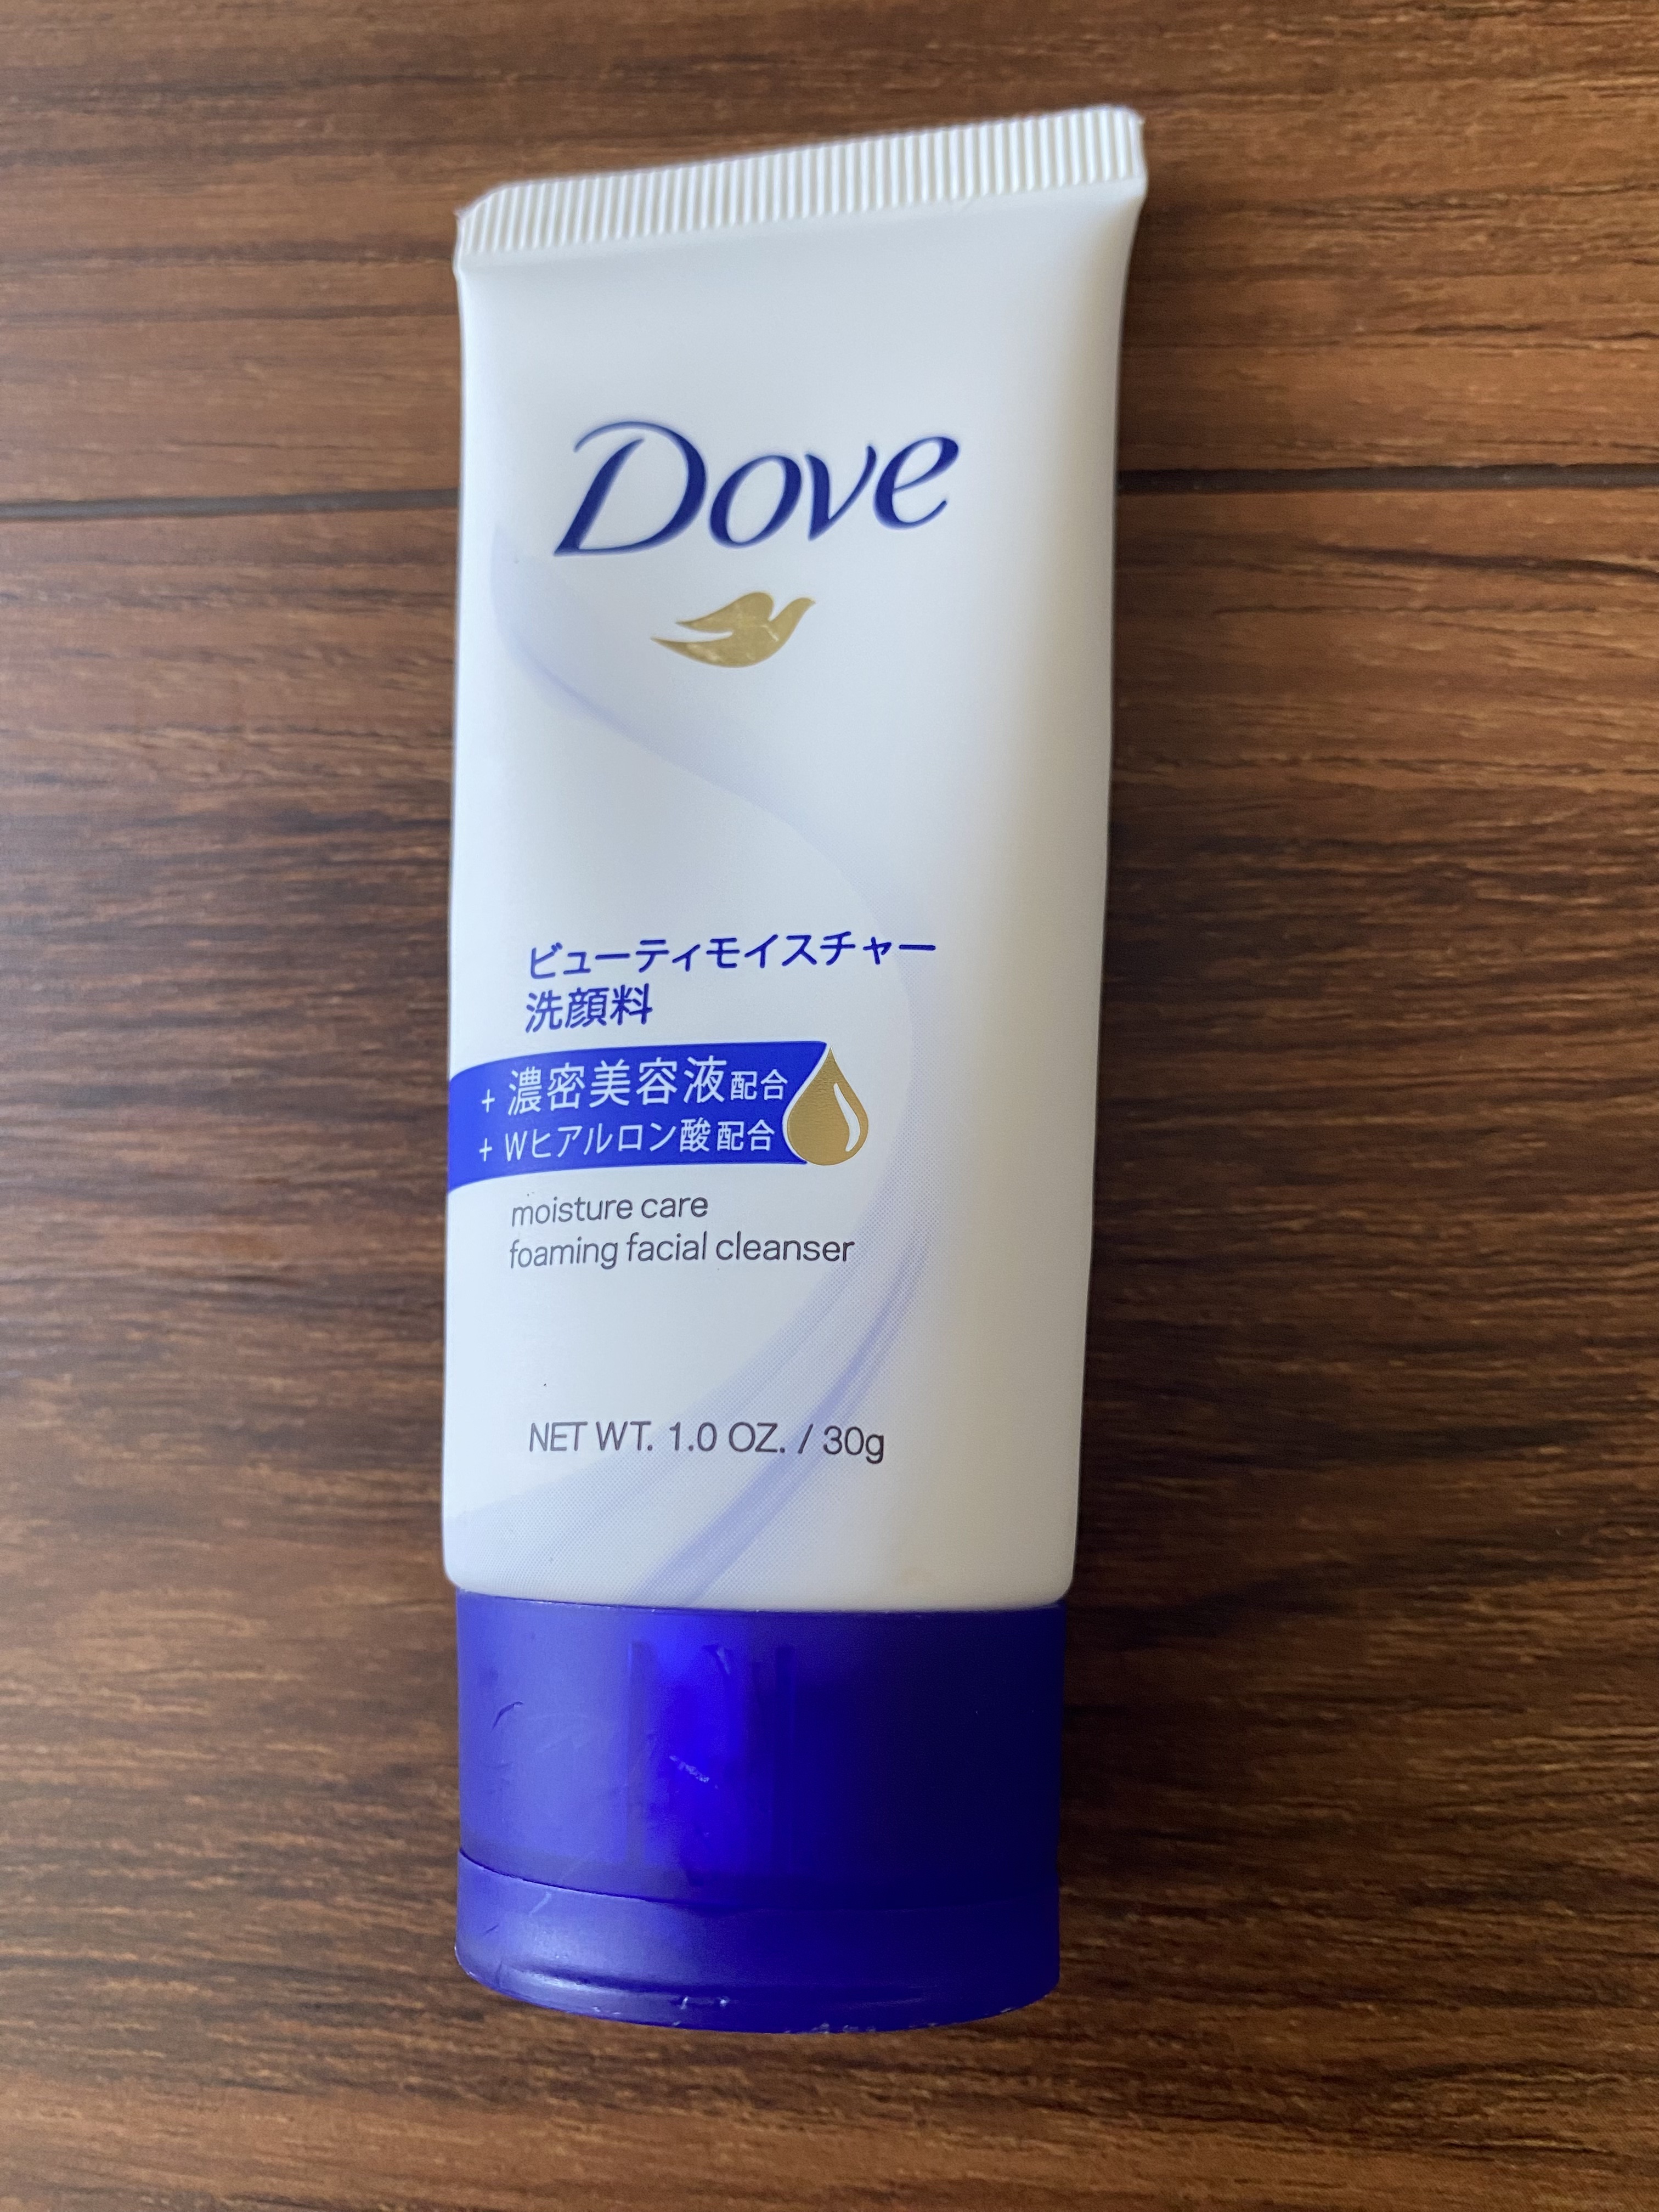 Dove
ビューティモイスチャー
洗顔料
+ 濃密美容液配合
+ Wヒアルロン酸配合
moisture care
foaming facial cleanser
NET WT. 1.0 OZ. / 30g